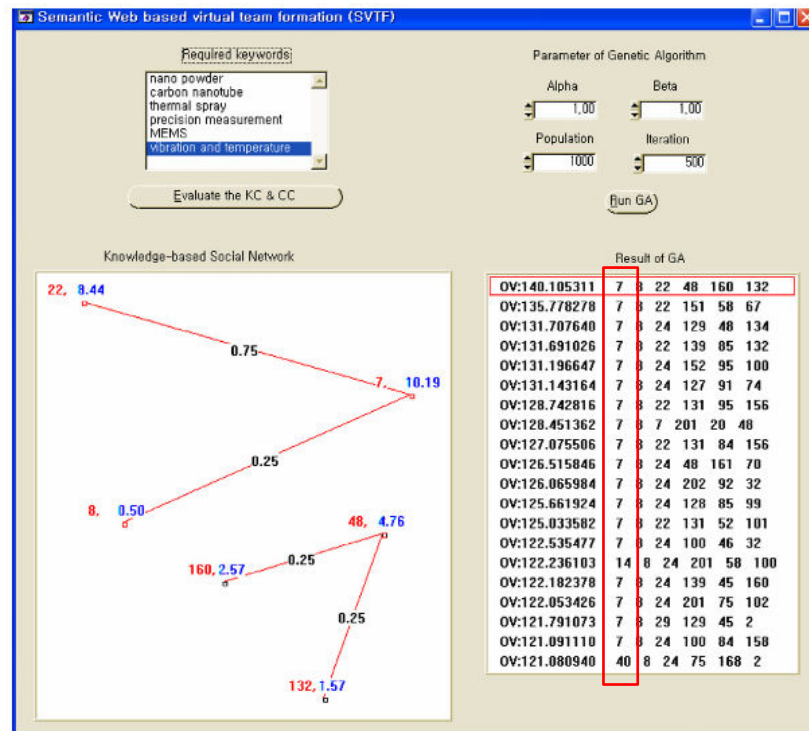 Semantic Web based virtual team formation (SVTF)
Required keywords
nano powder
carbon nanotube
thermal spray
precision measurement
MEMS
vibration and temperature
Evaluate the KC & CC
Parameter of Genetic Algorithm
Alpha Beta
1,00 1,00
Population Iteration
1000 500
Run GA
Knowledge-based Social Network
22, 8.44
0.75
7, 10.19
0.25
8, 0.50
48, 4.76
0.25
160, 2.57
0.25
132, 1.57
Result of GA
OV:140.105311 7 8 22 48 160 132
OV:135.778278 7 8 22 151 58 67
OV:131.707640 7 8 24 129 48 134
OV:131.691026 7 8 22 139 85 132
OV:131.196647 7 8 24 152 95 100
OV:131.143164 7 8 24 127 91 74
OV:128.742816 7 8 22 131 95 156
OV:128.451362 7 8 7 201 20 48
OV:127.075506 7 8 22 131 84 156
OV:126.515846 7 8 24 48 161 70
OV:126.065984 7 8 24 202 92 32
OV:125.661924 7 8 24 128 85 99
OV:125.033582 7 8 22 131 52 101
OV:122.535477 7 8 24 100 46 32
OV:122.236103 14 8 24 201 58 100
OV:122.182378 7 8 24 139 45 160
OV:122.053426 7 8 24 201 75 102
OV:121.791073 7 8 29 129 45 2
OV:121.091110 7 8 24 100 84 158
OV:121.080940 40 8 24 75 168 2